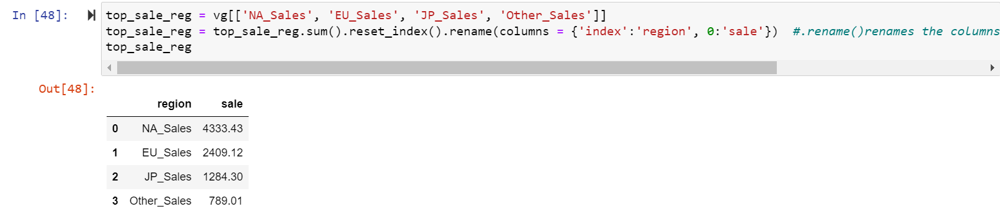 In [48]: top_sale_reg = vg[['NA_Sales', 'EU_Sales', 'JP_Sales', 'Other_Sales']]
top_sale_reg = top_sale_reg.sum().reset_index().rename(columns = {'index':'region', 0:'sale'})  #.rename()renames the columns
top_sale_reg
Out[48]:
region sale
0 NA_Sales 4333.43
1 EU_Sales 2409.12
2 JP_Sales 1284.30
3 Other_Sales 789.01